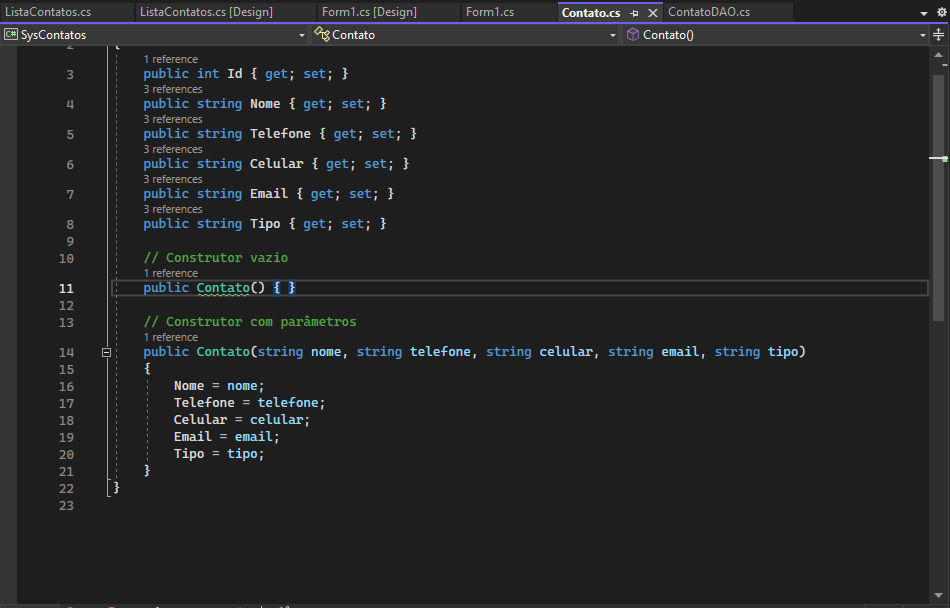 ListaContatos.cs ListaContatos.cs [Design] Form1.cs [Design] Form1.cs Contato.cs ContatoDAO.cs
C# SysContatos Contato Contato()
2 {
1 reference
3 public int Id { get; set; }
3 references
4 public string Nome { get; set; }
3 references
5 public string Telefone { get; set; }
3 references
6 public string Celular { get; set; }
3 references
7 public string Email { get; set; }
3 references
8 public string Tipo { get; set; }
9
10 // Construtor vazio
1 reference
11 public Contato() { }
12
13 // Construtor com parâmetros
1 reference
14 public Contato(string nome, string telefone, string celular, string email, string tipo)
15 {
16 Nome = nome;
17 Telefone = telefone;
18 Celular = celular;
19 Email = email;
20 Tipo = tipo;
21 }
22 }
23